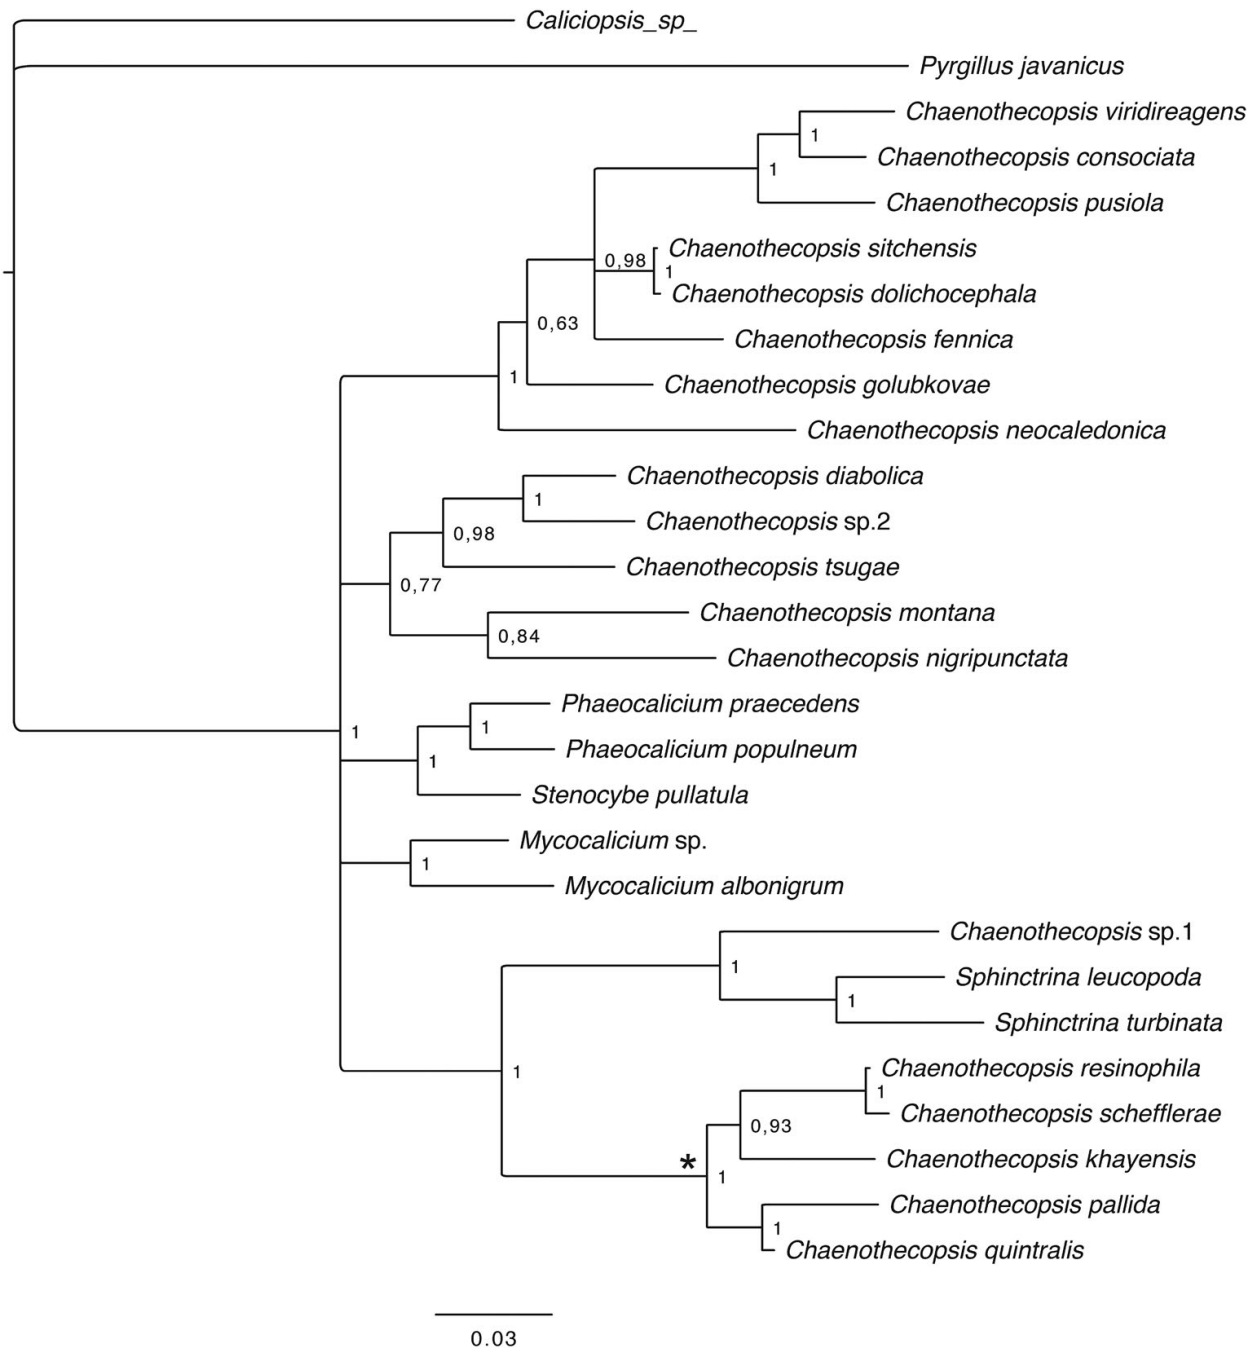 Caliciopsis_sp_
Pyrgillus javanicus
Chaenothecopsis viridireagens
1
Chaenothecopsis consociata
1
Chaenothecopsis pusiola
Chaenothecopsis sitchensis
0,98
1
Chaenothecopsis dolichocephala
0,63
Chaenothecopsis fennica
1
Chaenothecopsis golubkovae
Chaenothecopsis neocaledonica
Chaenothecopsis diabolica
1
Chaenothecopsis sp.2
0,98
Chaenothecopsis tsugae
0,77
Chaenothecopsis montana
0,84
Chaenothecopsis nigripunctata
Phaeocalicium praecedens
1
1
Phaeocalicium populneum
1
Stenocybe pullatula
Mycocalicium sp.
1
Mycocalicium albonigrum
Chaenothecopsis sp.1
1
Sphinctrina leucopoda
1
Sphinctrina turbinata
1
Chaenothecopsis resinophila
1
Chaenothecopsis schefflerae
0,93
Chaenothecopsis khayensis
*
1
Chaenothecopsis pallida
1
Chaenothecopsis quintralis
0.03